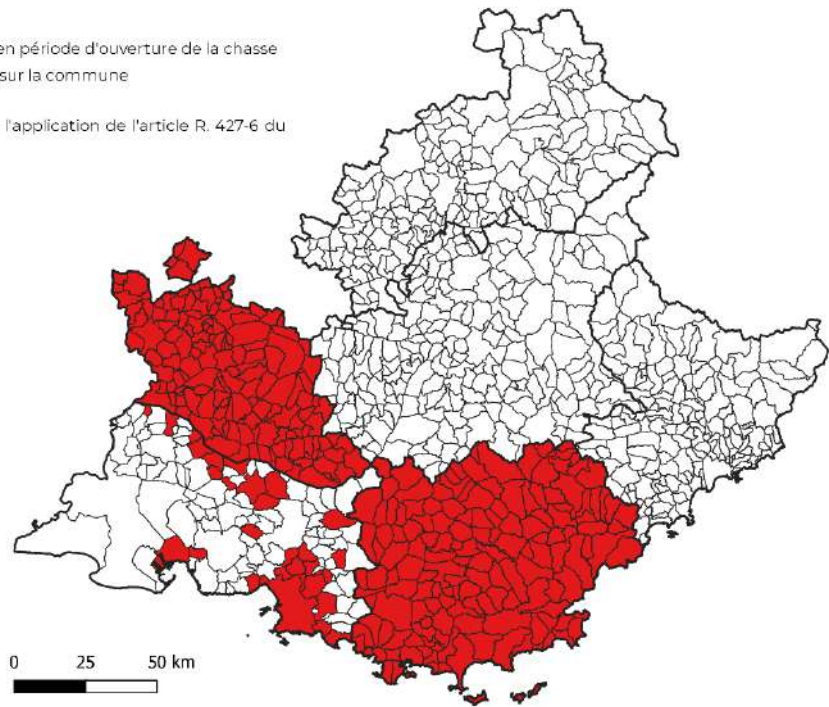 en période d'ouverture de la chasse
sur la commune
l'application de l'article R. 427-6 du
0 25 50 km